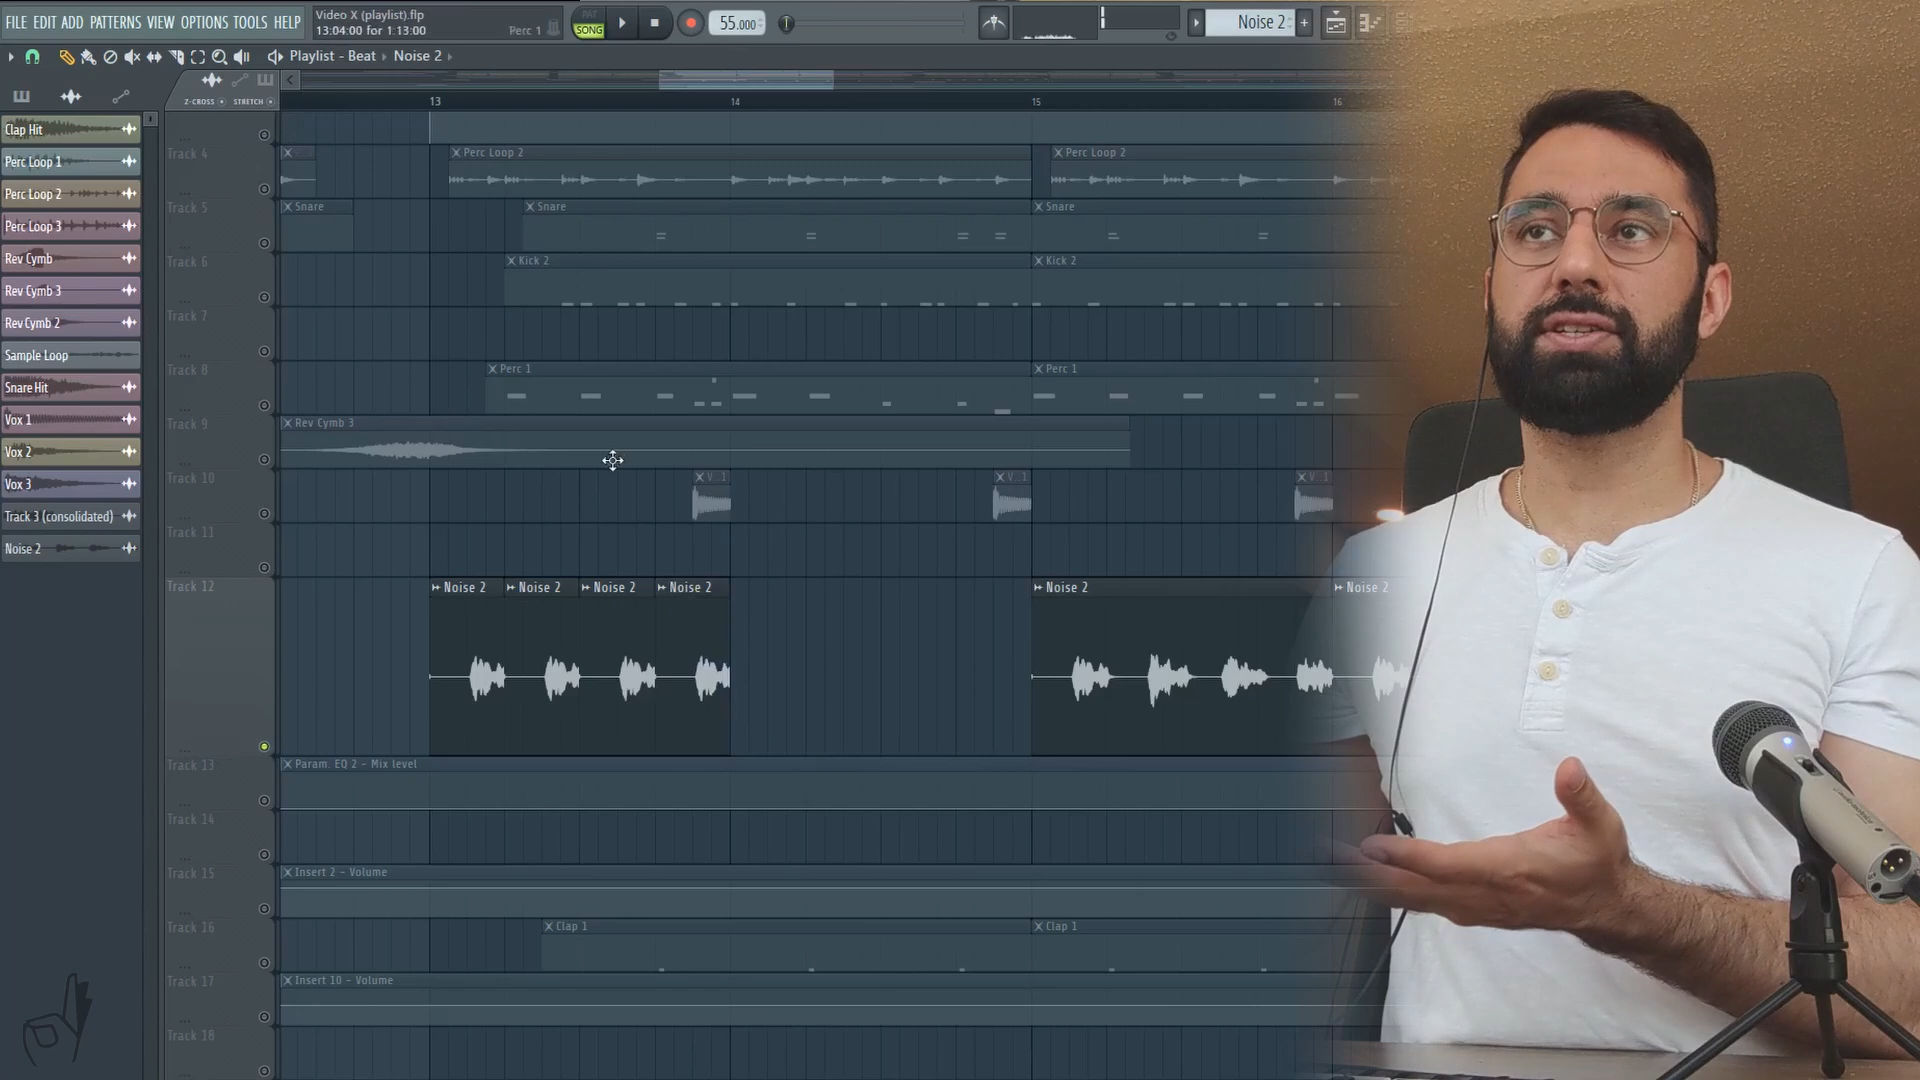 FILE EDIT ADD PATTERNS VIEW OPTIONS TOOLS HELP
Video X (playlist).flp
13:04:00 for 1:13:00
Perc 1
PAT
SONG
55.000
Noise 2
Playlist - Beat
Noise 2
Z-CROSS
STRETCH
13
14
15
16
Clap Hit
Perc Loop 1
Perc Loop 2
Perc Loop 3
Rev Cymb
Rev Cymb 3
Rev Cymb 2
Sample Loop
Snare Hit
Vox 1
Vox 2
Vox 3
Track 3 (consolidated)
Noise 2
Track 4
Perc Loop 2
Perc Loop 2
Track 5
Snare
Snare
Snare
Track 6
Kick 2
Kick 2
Track 7
Track 8
Perc 1
Perc 1
Track 9
Rev Cymb 3
Track 10
V..1
V..1
V..1
Track 11
Track 12
Noise 2
Noise 2
Noise 2
Noise 2
Noise 2
Noise 2
Track 13
Param. EQ 2 - Mix level
Track 14
Track 15
Insert 2 - Volume
Track 16
Clap 1
Clap 1
Track 17
Insert 10 - Volume
Track 18